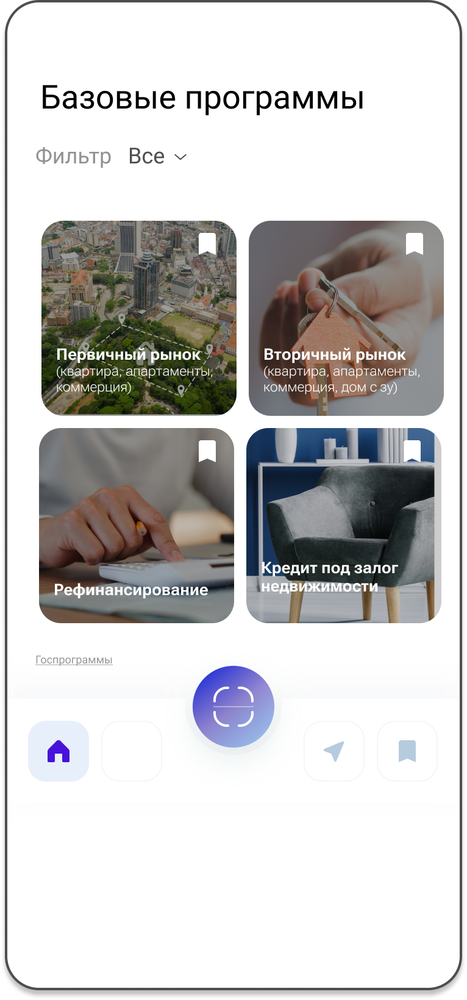 Базовые программы
Фильтр Все
Первичный рынок
(квартира, апартаменты,
коммерция)
Вторичный рынок
(квартира, апартаменты,
коммерция, дом с зу)
Рефинансирование
Кредит под залог
недвижимости
Госпрограммы